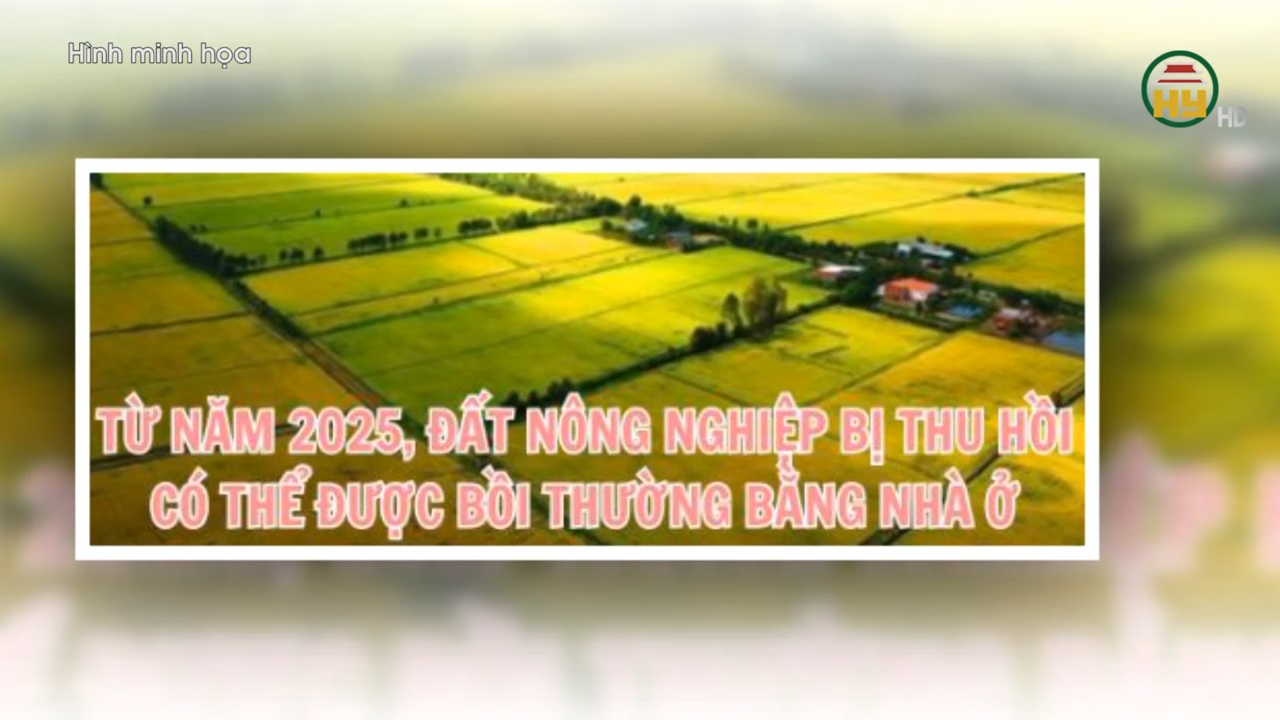 Hình minh họa
HY
HD
TỪ NĂM 2025, ĐẤT NÔNG NGHIỆP BỊ THU HỒI
CÓ THỂ ĐƯỢC BỒI THƯỜNG BẰNG NHÀ Ở